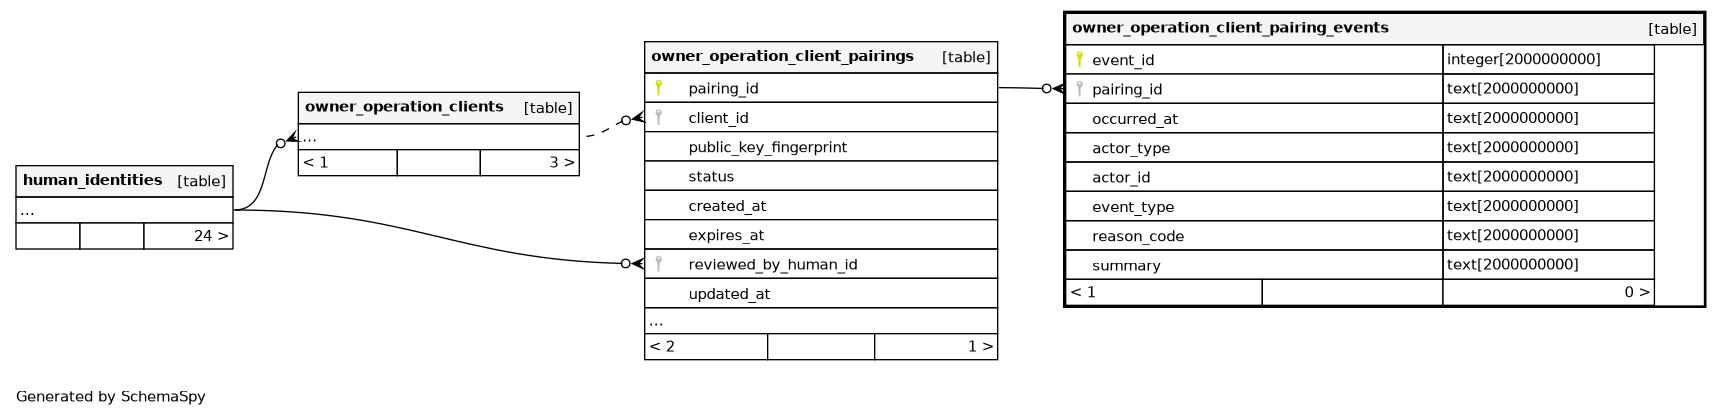 human_identities [table]
...
24 >
owner_operation_clients [table]
...
< 1 3 >
owner_operation_client_pairings [table]
pairing_id
client_id
public_key_fingerprint
status
created_at
expires_at
reviewed_by_human_id
updated_at
...
< 2 1 >
owner_operation_client_pairing_events [table]
event_id integer[2000000000]
pairing_id text[2000000000]
occurred_at text[2000000000]
actor_type text[2000000000]
actor_id text[2000000000]
event_type text[2000000000]
reason_code text[2000000000]
summary text[2000000000]
< 1 0 >
Generated by SchemaSpy